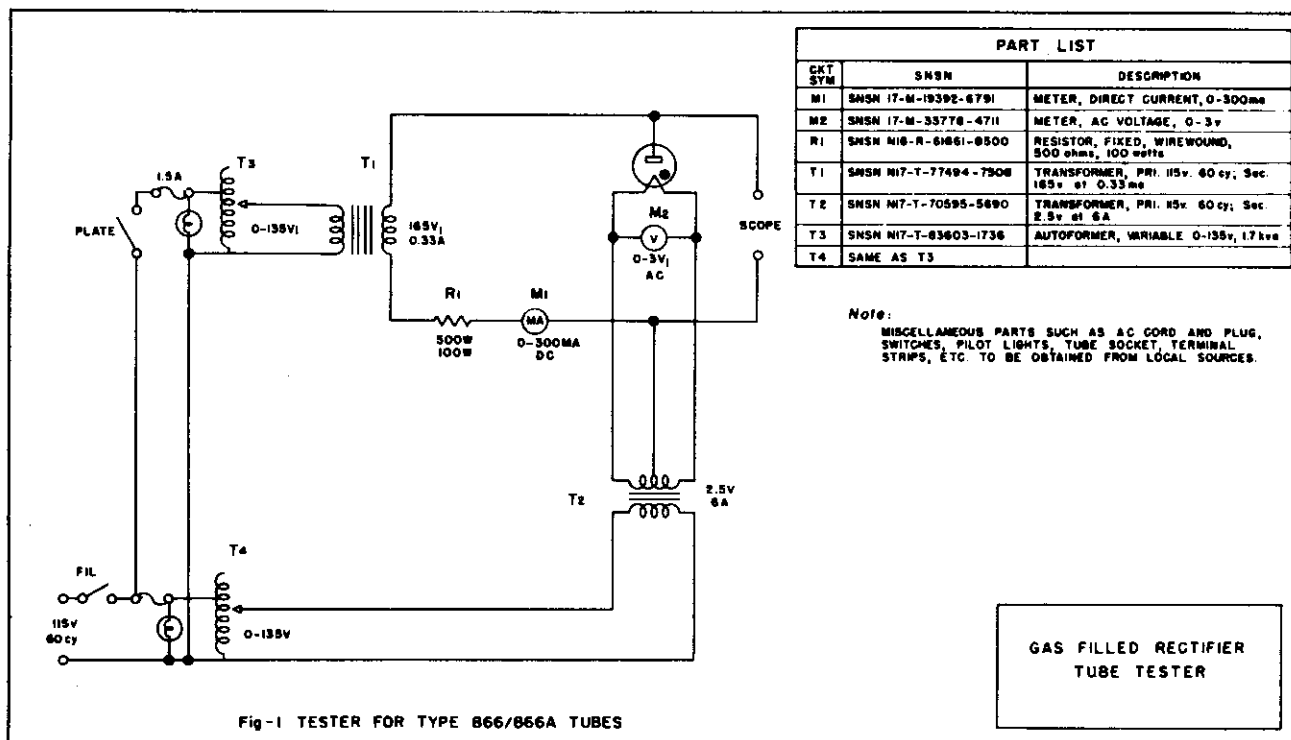 PART LIST
CKT SYM SNSN DESCRIPTION
M1 SNSN 17-M-19392-6791 METER, DIRECT CURRENT, 0-300ma
M2 SNSN 17-M-33778-4711 METER, AC VOLTAGE, 0-3v
R1 SNSN N16-R-61661-8500 RESISTOR, FIXED, WIREWOUND,
500 ohms, 100 watts
T1 SNSN N17-T-77494-7508 TRANSFORMER, PRI. 115v. 60 cy; Sec.
165v at 0.33 ma
T2 SNSN N17-T-70595-5690 TRANSFORMER, PRI. 115v. 60 cy; Sec.
2.5v at 6A
T3 SNSN N17-T-83603-1736 AUTOFORMER, VARIABLE 0-135v, 1.7 kva
T4 SAME AS T3
Note:
MISCELLANEOUS PARTS SUCH AS AC CORD AND PLUG,
SWITCHES, PILOT LIGHTS, TUBE SOCKET, TERMINAL
STRIPS, ETC. TO BE OBTAINED FROM LOCAL SOURCES.
T3
T1
1.5A
PLATE
0-135V,
165V,
0.33A
M2
V
0-3V,
AC
SCOPE
R1
500W
100W
M1
MA
0-300MA
DC
T2
2.5V
6A
T4
FIL
115V
60 cy
0-135V
GAS FILLED RECTIFIER
TUBE TESTER
Fig-1 TESTER FOR TYPE 866/866A TUBES